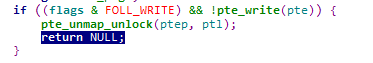 if ((flags & FOLL_WRITE) && !pte_write(pte)) {
pte_unmap_unlock(ptep, ptl);
return NULL;
}